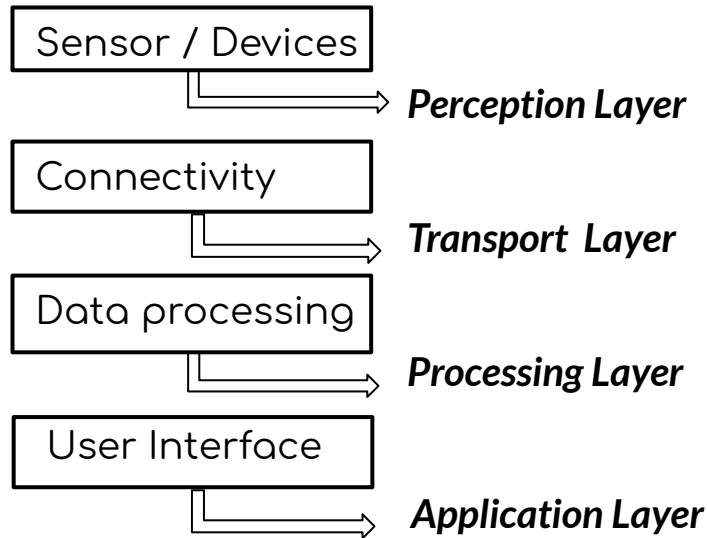 Sensor / Devices
Perception Layer
Connectivity
Transport Layer
Data processing
Processing Layer
User Interface
Application Layer